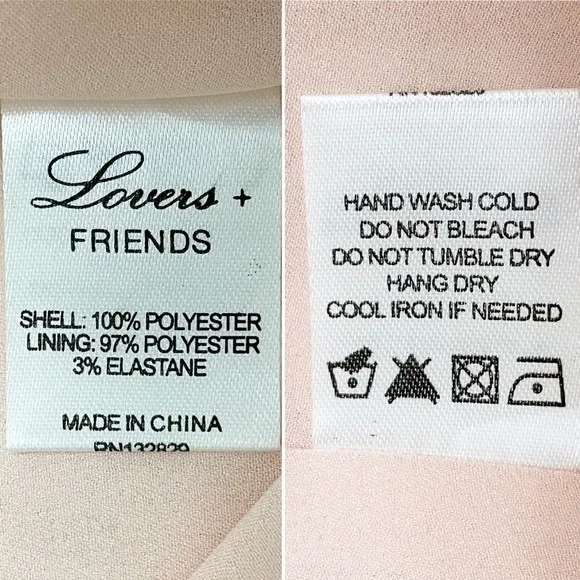 Lovers +
FRIENDS
SHELL: 100% POLYESTER
LINING: 97% POLYESTER
3% ELASTANE
MADE IN CHINA
RN132829
HAND WASH COLD
DO NOT BLEACH
DO NOT TUMBLE DRY
HANG DRY
COOL IRON IF NEEDED